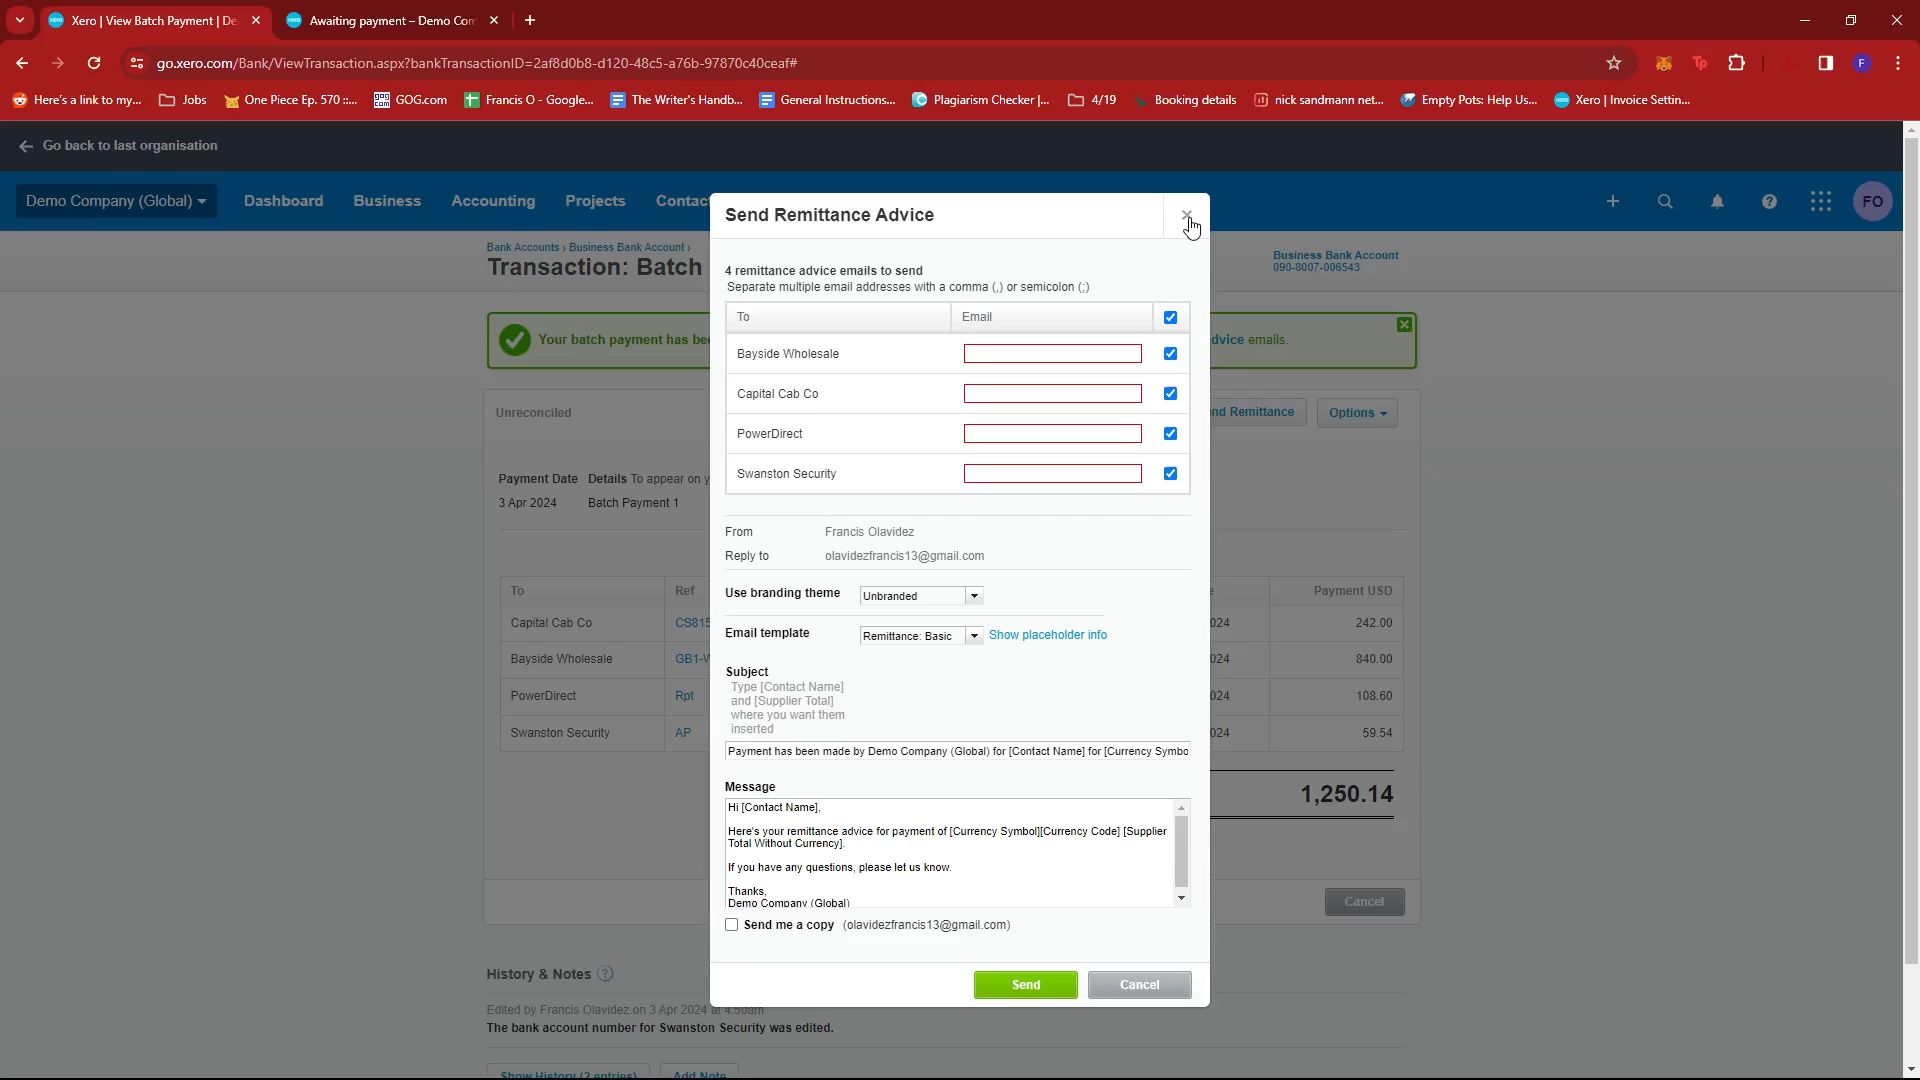 Xero | View Batch Payment | De
Awaiting payment – Demo Com
go.xero.com/Bank/ViewTransaction.aspx?bankTransactionID=2af8d0b8-d120-48c5-a76b-97870c40ceaf#
Here's a link to my...
Jobs
One Piece Ep. 570 ::...
GOG.com
Francis O - Google...
The Writer's Handb...
General Instructions...
Plagiarism Checker |...
4/19
Booking details
nick sandmann net...
Empty Pots: Help Us...
Xero | Invoice Settin...
Go back to last organisation
Demo Company (Global)
Dashboard
Business
Accounting
Projects
Contac
FO
Bank Accounts › Business Bank Account ›
Transaction: Batch
Business Bank Account
090-8007-006543
Your batch payment has bee
dvice emails.
Unreconciled
nd Remittance
Options
Payment Date
Details To appear on y
3 Apr 2024
Batch Payment 1
To
Ref
Payment USD
Capital Cab Co
CS815
024
242.00
Bayside Wholesale
GB1-W
024
840.00
PowerDirect
Rpt
024
108.60
Swanston Security
AP
024
59.54
1,250.14
Cancel
History & Notes ?
Edited by Francis Olavidez on 3 Apr 2024 at 4:50am
The bank account number for Swanston Security was edited.
Show History (3 entries)
Add Note
Send Remittance Advice
4 remittance advice emails to send
Separate multiple email addresses with a comma (,) or semicolon (;)
To
Email
Bayside Wholesale
Capital Cab Co
PowerDirect
Swanston Security
From
Francis Olavidez
Reply to
olavidezfrancis13@gmail.com
Use branding theme
Unbranded
Email template
Remittance: Basic
Show placeholder info
Subject
Type [Contact Name]
and [Supplier Total]
where you want them
inserted
Payment has been made by Demo Company (Global) for [Contact Name] for [Currency Symbo
Message
Hi [Contact Name],
Here's your remittance advice for payment of [Currency Symbol][Currency Code] [Supplier
Total Without Currency].
If you have any questions, please let us know.
Thanks,
Demo Company (Global)
Send me a copy (olavidezfrancis13@gmail.com)
Send
Cancel